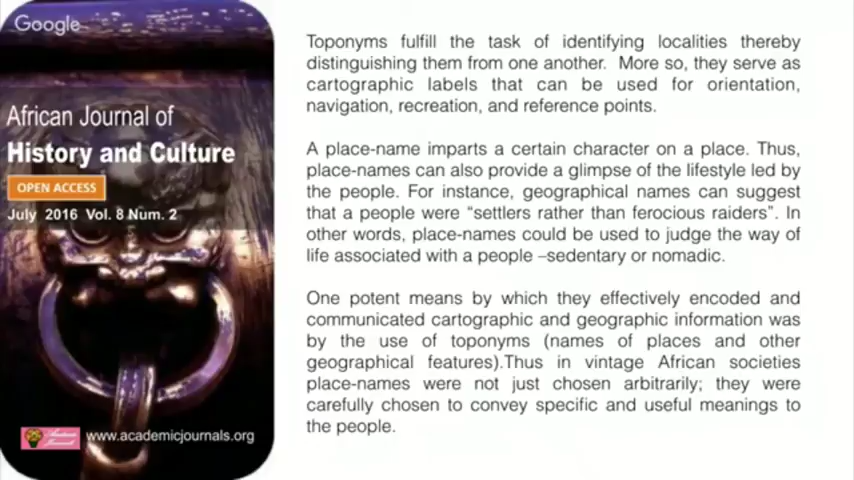 Google
African Journal of
History and Culture
OPEN ACCESS
July 2016 Vol. 8 Num. 2
www.academicjournals.org
Toponyms fulfill the task of identifying localities thereby
distinguishing them from one another. More so, they serve as
cartographic labels that can be used for orientation,
navigation, recreation, and reference points.
A place-name imparts a certain character on a place. Thus,
place-names can also provide a glimpse of the lifestyle led by
the people. For instance, geographical names can suggest
that a people were “settlers rather than ferocious raiders”. In
other words, place-names could be used to judge the way of
life associated with a people –sedentary or nomadic.
One potent means by which they effectively encoded and
communicated cartographic and geographic information was
by the use of toponyms (names of places and other
geographical features).Thus in vintage African societies
place-names were not just chosen arbitrarily; they were
carefully chosen to convey specific and useful meanings to
the people.